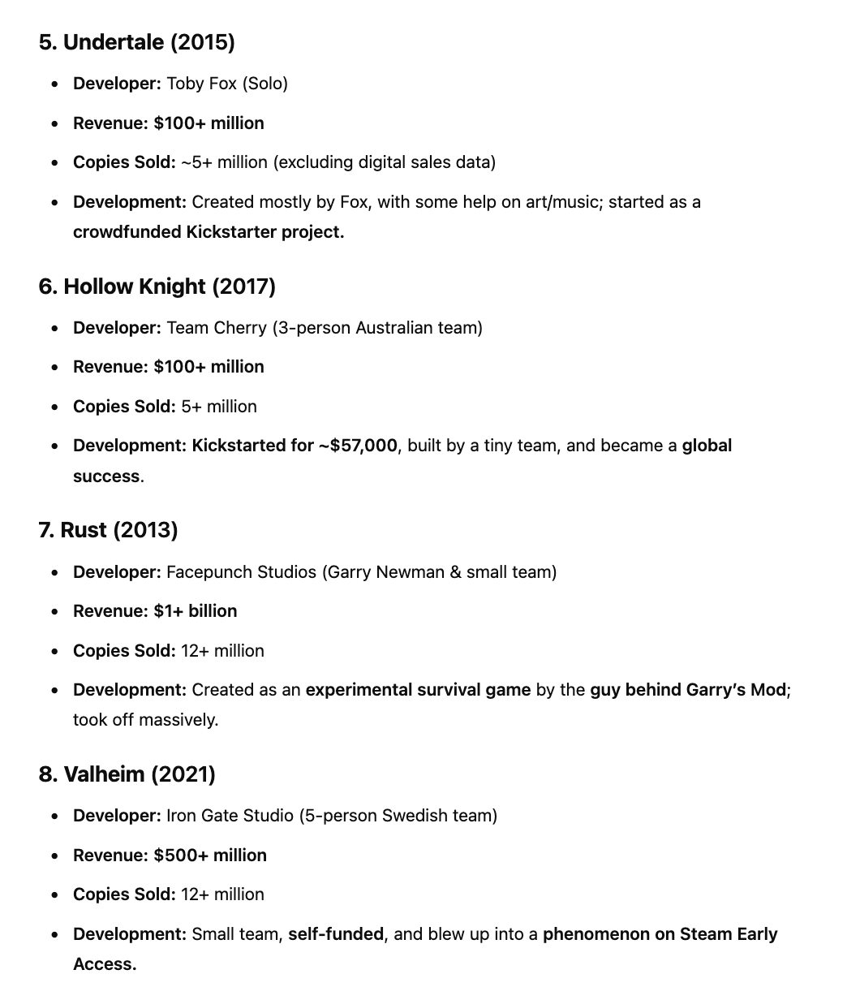 5. Undertale (2015)
• Developer: Toby Fox (Solo)
• Revenue: $100+ million
• Copies Sold: ~5+ million (excluding digital sales data)
• Development: Created mostly by Fox, with some help on art/music; started as a
crowdfunded Kickstarter project.
6. Hollow Knight (2017)
• Developer: Team Cherry (3-person Australian team)
• Revenue: $100+ million
• Copies Sold: 5+ million
• Development: Kickstarted for ~$57,000, built by a tiny team, and became a global
success.
7. Rust (2013)
• Developer: Facepunch Studios (Garry Newman & small team)
• Revenue: $1+ billion
• Copies Sold: 12+ million
• Development: Created as an experimental survival game by the guy behind Garry’s Mod;
took off massively.
8. Valheim (2021)
• Developer: Iron Gate Studio (5-person Swedish team)
• Revenue: $500+ million
• Copies Sold: 12+ million
• Development: Small team, self-funded, and blew up into a phenomenon on Steam Early
Access.